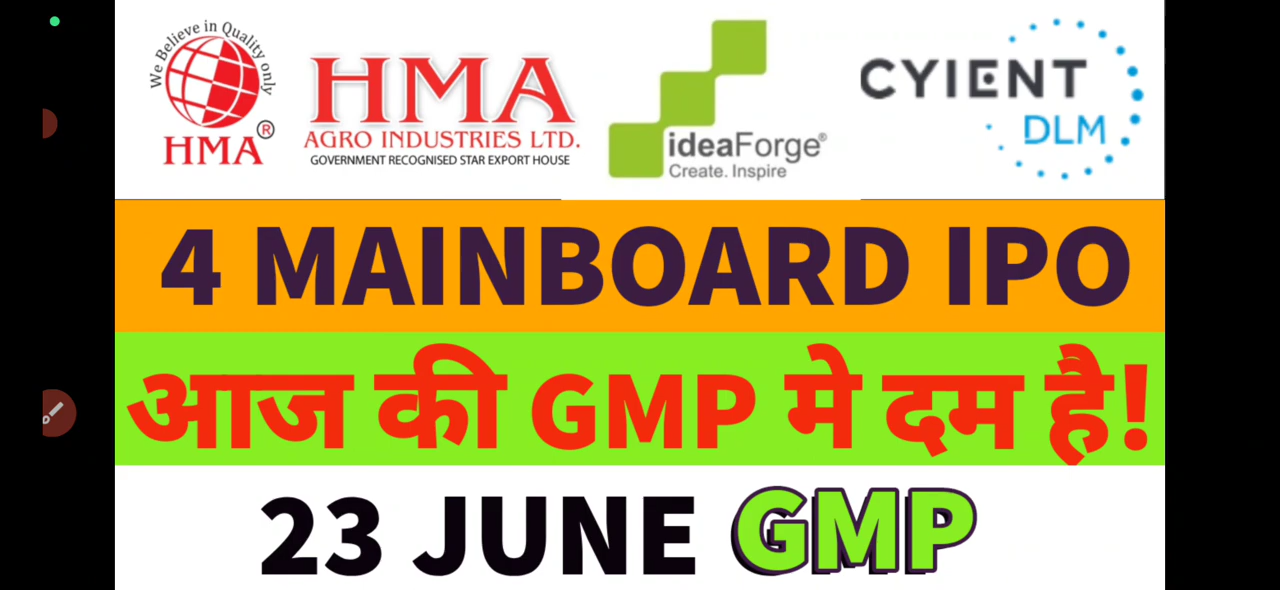 We Believe in Quality only
HMA®
HMA
AGRO INDUSTRIES LTD.
GOVERNMENT RECOGNISED STAR EXPORT HOUSE
ideaForge®
Create. Inspire
CYIENT
DLM
4 MAINBOARD IPO
आज की GMP मे दम है!
23 JUNE GMP